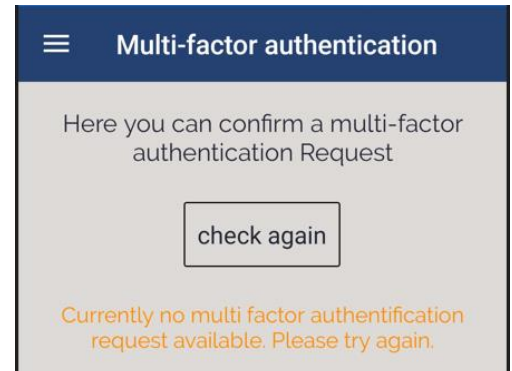 Multi-factor authentication
Here you can confirm a multi-factor
authentication Request
check again
Currently no multi factor authentification
request available. Please try again.